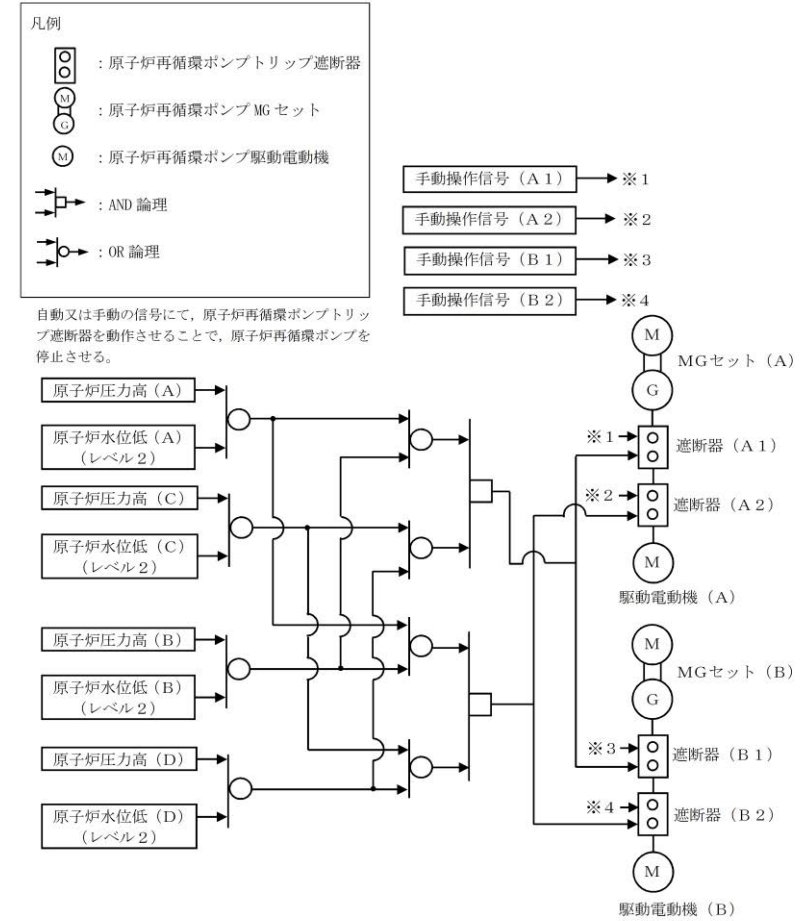 凡例
：原子炉再循環ポンプトリップ遮断器
M
G
：原子炉再循環ポンプ MG セット
M
：原子炉再循環ポンプ駆動電動機
：AND 論理
：OR 論理
自動又は手動の信号にて，原子炉再循環ポンプトリッ
プ遮断器を動作させることで，原子炉再循環ポンプを
停止させる。
手動操作信号（A1）
※1
手動操作信号（A2）
※2
手動操作信号（B1）
※3
手動操作信号（B2）
※4
原子炉圧力高（A）
原子炉水位低（A）
（レベル2）
原子炉圧力高（C）
原子炉水位低（C）
（レベル2）
原子炉圧力高（B）
原子炉水位低（B）
（レベル2）
原子炉圧力高（D）
原子炉水位低（D）
（レベル2）
M
MGセット（A）
G
※1
遮断器（A1）
※2
遮断器（A2）
M
駆動電動機（A）
M
MGセット（B）
G
※3
遮断器（B1）
※4
遮断器（B2）
M
駆動電動機（B）